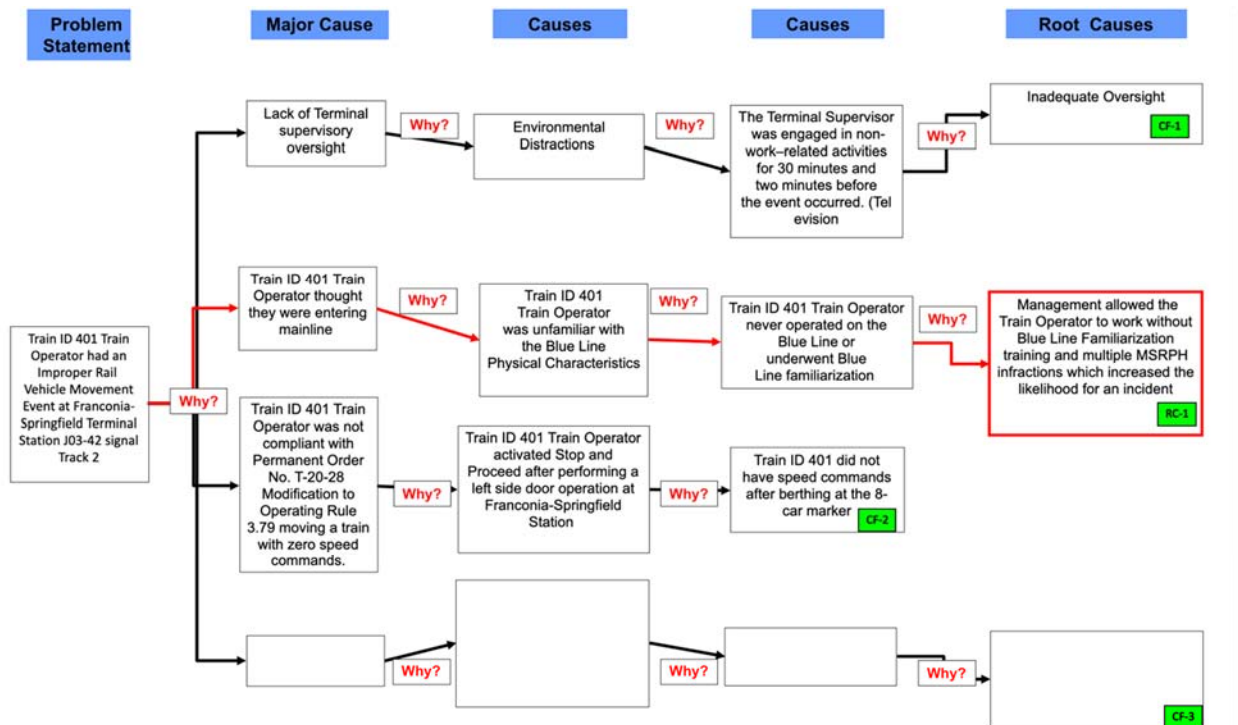 Problem
Statement
Major Cause
Causes
Causes
Root Causes
Lack of Terminal
supervisory
oversight
Why?
Environmental
Distractions
Why?
The Terminal Supervisor
was engaged in non-
work–related activities
for 30 minutes and
two minutes before
the event occurred. (Tel
evision
Why?
Inadequate Oversight
CF-1
Train ID 401 Train
Operator had an
Improper Rail
Vehicle Movement
Event at Franconia-
Springfield Terminal
Station J03-42 signal
Track 2
Why?
Train ID 401 Train
Operator thought
they were entering
mainline
Why?
Train ID 401
Train Operator
was unfamiliar with
the Blue Line
Physical Characteristics
Why?
Train ID 401 Train Operator
never operated on the
Blue Line or
underwent Blue
Line familiarization
Why?
Management allowed the
Train Operator to work without
Blue Line Familiarization
training and multiple MSRPH
infractions which increased the
likelihood for an incident
RC-1
Train ID 401 Train
Operator was not
compliant with
Permanent Order
No. T-20-28
Modification to
Operating Rule
3.79 moving a train
with zero speed
commands.
Why?
Train ID 401 Train Operator
activated Stop and
Proceed after performing a
left side door operation at
Franconia-Springfield
Station
Why?
Train ID 401 did not
have speed commands
after berthing at the 8-
car marker
CF-2
Why?
Why?
Why?
CF-3